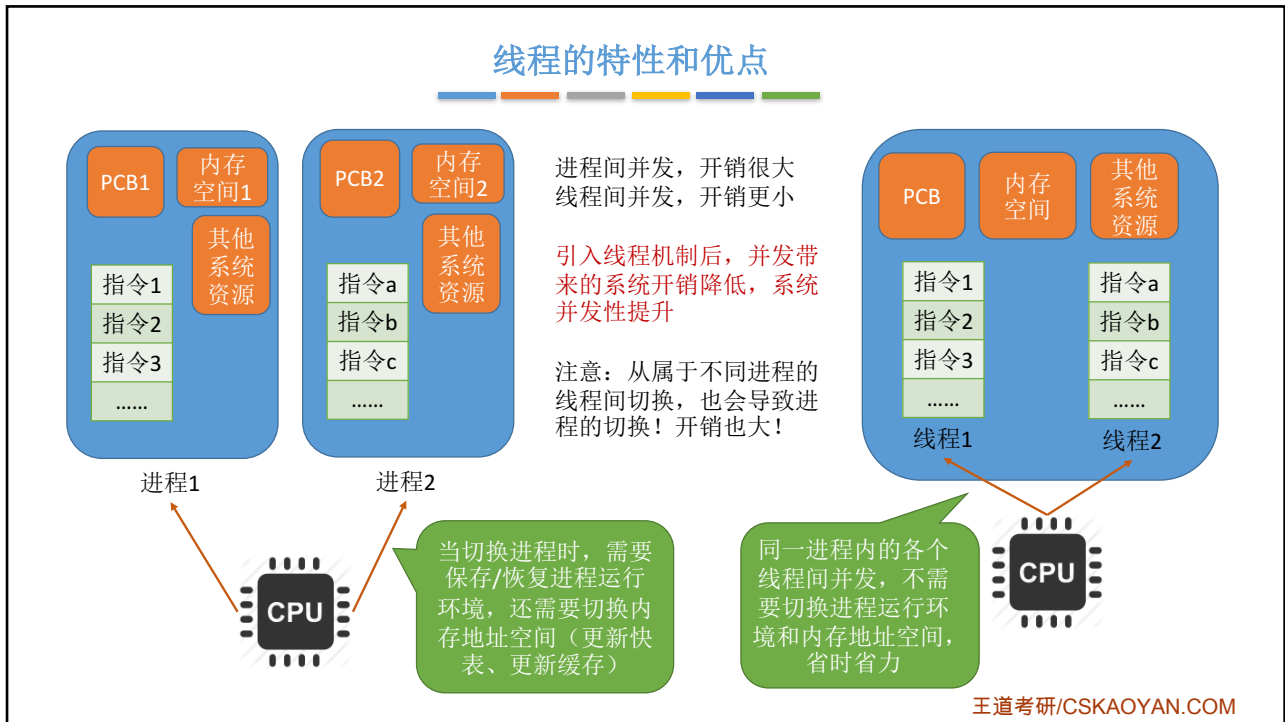 线程的特性和优点
PCB1
内存
空间1
其他
系统
资源
指令1
指令2
指令3
......
进程1
PCB2
内存
空间2
其他
系统
资源
指令a
指令b
指令c
......
进程2
CPU
当切换进程时，需要
保存/恢复进程运行
环境，还需要切换内
存地址空间（更新快
表、更新缓存）
进程间并发，开销很大
线程间并发，开销更小
引入线程机制后，并发带
来的系统开销降低，系统
并发性提升
注意：从属于不同进程的
线程间切换，也会导致进
程的切换！开销也大！
PCB
内存
空间
其他
系统
资源
指令1
指令2
指令3
......
线程1
指令a
指令b
指令c
......
线程2
同一进程内的各个
线程间并发，不需
要切换进程运行环
境和内存地址空间，
省时省力
CPU
王道考研/CSKAOYAN.COM